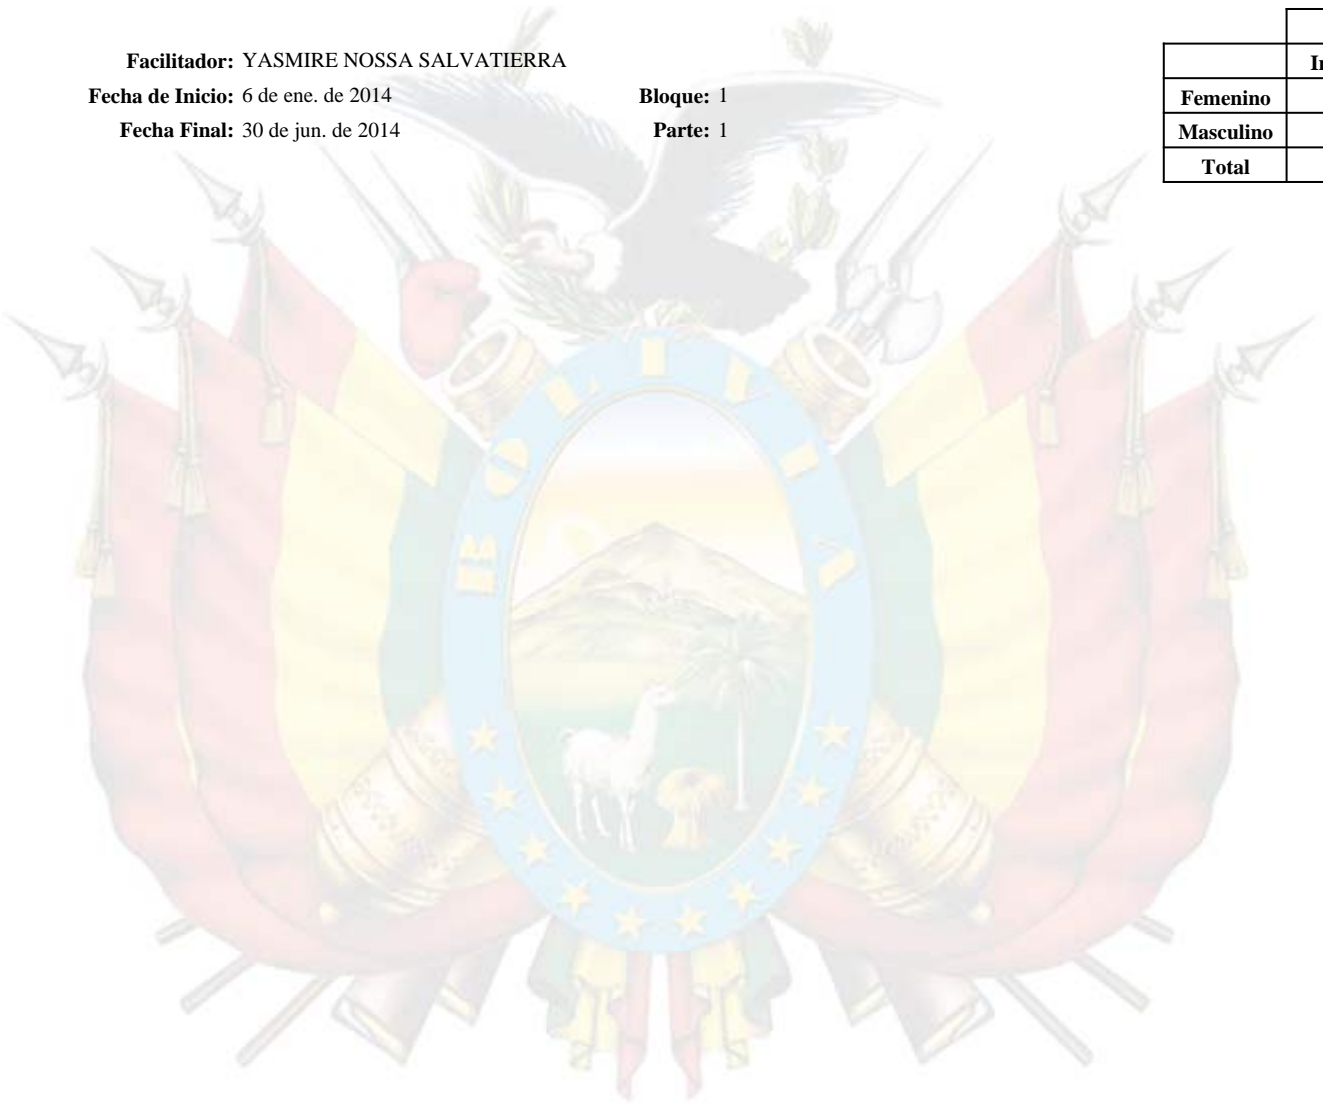 Facilitador: YASMIRE NOSSA SALVATIERRA
Fecha de Inicio: 6 de ene. de 2014 Bloque: 1
Fecha Final: 30 de jun. de 2014 Parte: 1
Femenino
Masculino
Total
BOLIVIA